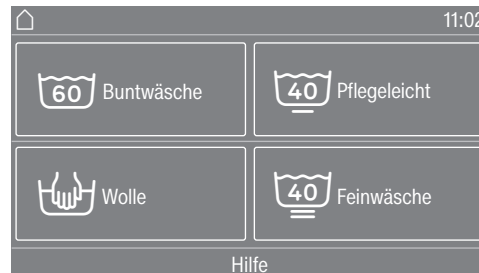 11:02
60 Buntwäsche
40 Pflegeleicht
Wolle
40 Feinwäsche
Hilfe